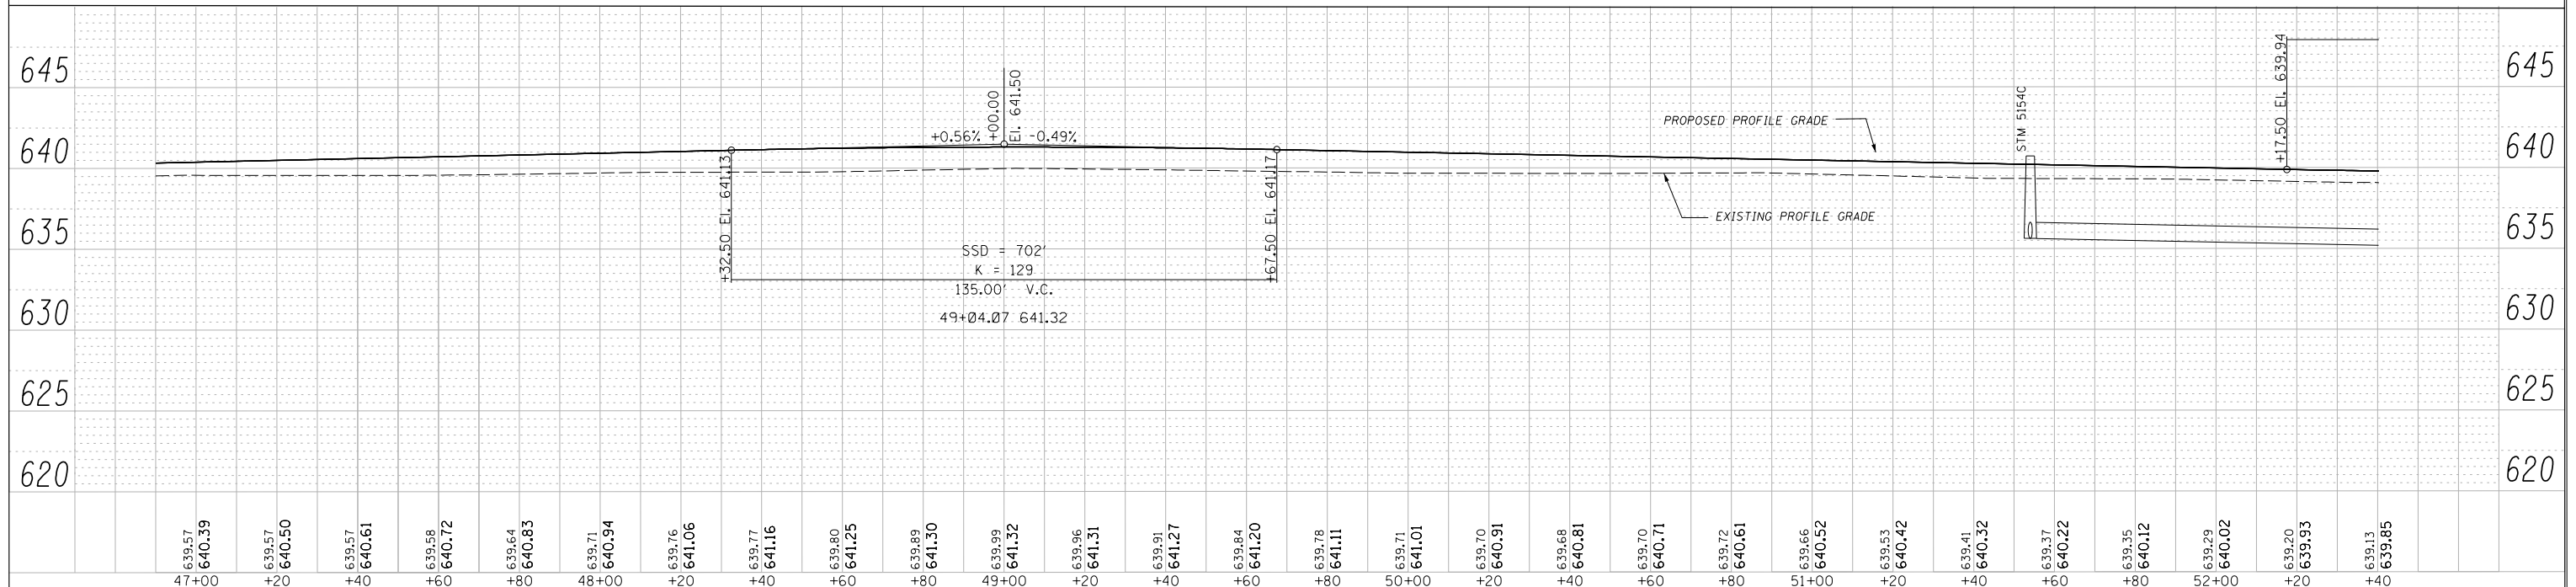 645
640
635
630
625
620
+0.56%
+00.00
El. 641.50
-0.49%
+32.50 El. 641.13
+67.50 El. 641.17
SSD = 702'
K = 129
135.00' V.C.
49+04.07 641.32
PROPOSED PROFILE GRADE
EXISTING PROFILE GRADE
STM 5154C
+17.50 El. 639.94
645
640
635
630
625
620
639.57 639.57 639.57 639.58 639.64 639.71 639.76 639.77 639.80 639.89 639.99 639.96 639.91 639.84 639.78 639.71 639.70 639.68 639.70 639.72 639.66 639.53 639.41 639.37 639.35 639.29 639.20 639.13
640.39 640.50 640.61 640.72 640.83 640.94 641.06 641.16 641.25 641.30 641.32 641.31 641.27 641.20 641.11 641.01 640.91 640.81 640.71 640.61 640.52 640.42 640.32 640.22 640.12 640.02 639.93 639.85
47+00 +20 +40 +60 +80 48+00 +20 +40 +60 +80 49+00 +20 +40 +60 +80 50+00 +20 +40 +60 +80 51+00 +20 +40 +60 +80 52+00 +20 +40